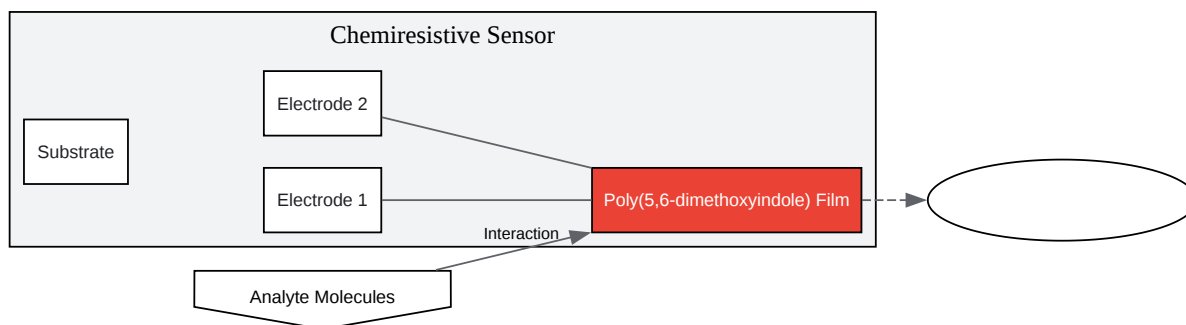 Chemiresistive Sensor
Electrode 2
Substrate
Electrode 1
Poly(5,6-dimethoxyindole) Film
Interaction
Analyte Molecules